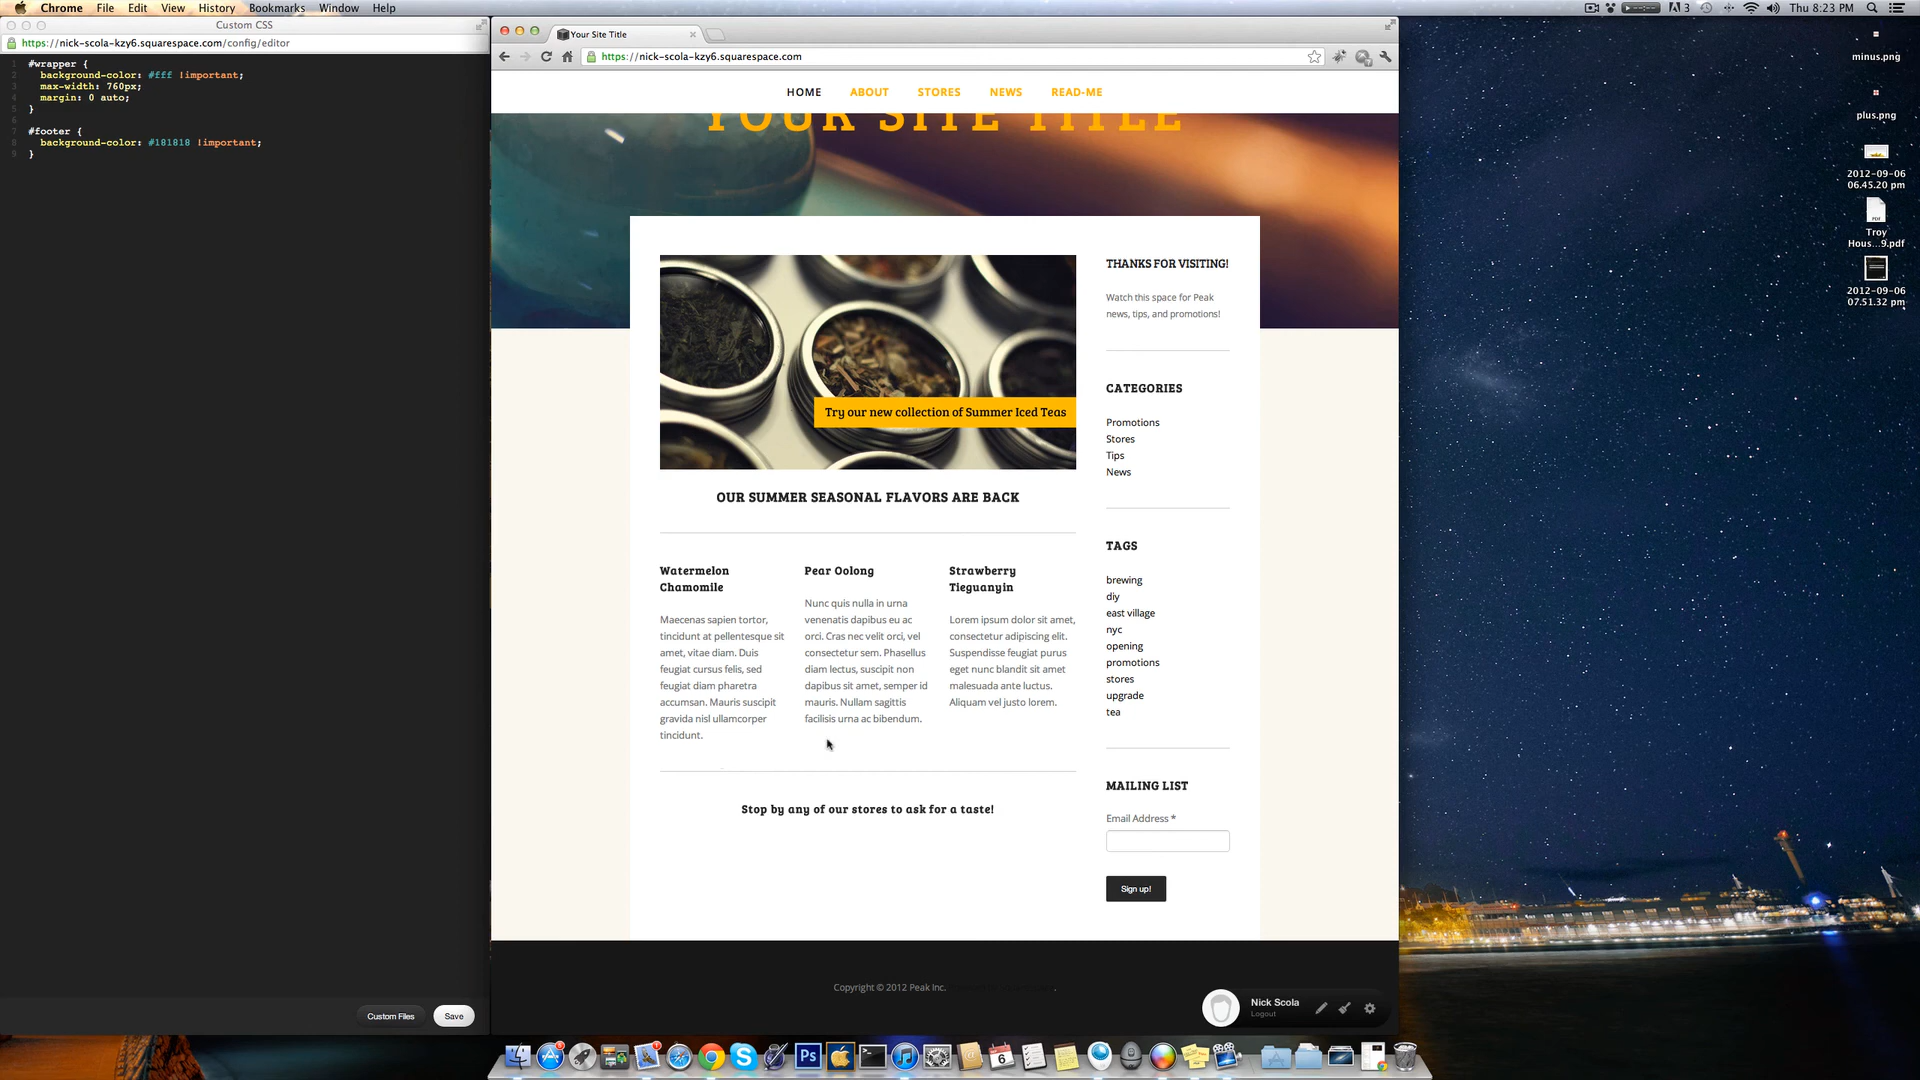 Chrome File Edit View History Bookmarks Window Help
3 Thu 8:23 PM
Custom CSS
https://nick-scola-kzy6.squarespace.com/config/editor
1 #wrapper {
2 background-color: #fff !important;
3 max-width: 760px;
4 margin: 0 auto;
5 }
6
7 #footer {
8 background-color: #181818 !important;
9 }
Custom Files Save
Your Site Title
https://nick-scola-kzy6.squarespace.com
HOME ABOUT STORES NEWS READ-ME
YOUR SITE TITLE
Try our new collection of Summer Iced Teas
OUR SUMMER SEASONAL FLAVORS ARE BACK
Watermelon
Chamomile
Maecenas sapien tortor,
tincidunt at pellentesque sit
amet, vitae diam. Duis
feugiat cursus felis, sed
feugiat diam pharetra
accumsan. Mauris suscipit
gravida nisl ullamcorper
tincidunt.
Pear Oolong
Nunc quis nulla in urna
venenatis dapibus eu ac
orci. Cras nec velit orci, vel
consectetur sem. Phasellus
diam lectus, suscipit non
dapibus sit amet, semper id
mauris. Nullam sagittis
facilisis urna ac bibendum.
Strawberry
Tieguanyin
Lorem ipsum dolor sit amet,
consectetur adipiscing elit.
Suspendisse feugiat purus
eget nunc blandit sit amet
malesuada ante luctus.
Aliquam vel justo lorem.
Stop by any of our stores to ask for a taste!
THANKS FOR VISITING!
Watch this space for Peak
news, tips, and promotions!
CATEGORIES
Promotions
Stores
Tips
News
TAGS
brewing
diy
east village
nyc
opening
promotions
stores
upgrade
tea
MAILING LIST
Email Address *
Sign up!
Copyright © 2012 Peak Inc.
Nick Scola
Logout
minus.png
plus.png
2012-09-06
06.45.20 pm
Troy
Hous...9.pdf
2012-09-06
07.51.32 pm
Ps
6